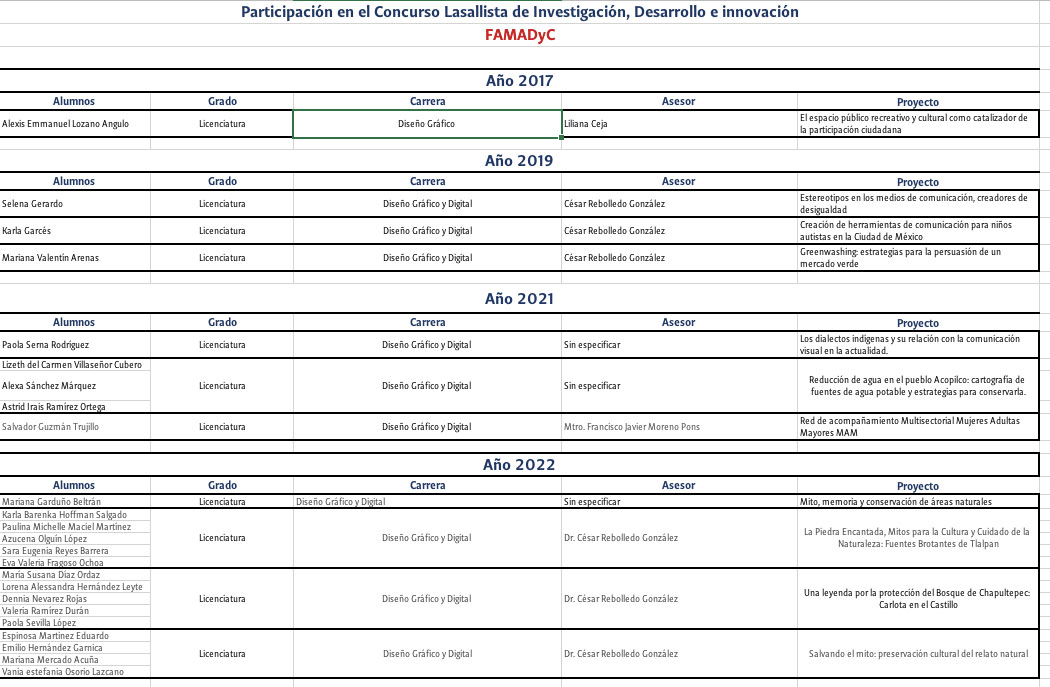 Participación en el Concurso Lasallista de Investigación, Desarrollo e innovación
FAMADyC
Año 2017
Alumnos Grado Carrera Asesor Proyecto
Alexis Emmanuel Lozano Angulo Licenciatura Diseño Gráfico Liliana Ceja El espacio público recreativo y cultural como catalizador de
la participación ciudadana
Año 2019
Alumnos Grado Carrera Asesor Proyecto
Selena Gerardo Licenciatura Diseño Gráfico y Digital César Rebolledo González Estereotipos en los medios de comunicación, creadores de
desigualdad
Karla Garcés Licenciatura Diseño Gráfico y Digital César Rebolledo González Creación de herramientas de comunicación para niños
autistas en la Ciudad de México
Mariana Valentín Arenas Licenciatura Diseño Gráfico y Digital César Rebolledo González Greenwashing: estrategias para la persuasión de un
mercado verde
Año 2021
Alumnos Grado Carrera Asesor Proyecto
Paola Serna Rodríguez Licenciatura Diseño Gráfico y Digital Sin especificar Los dialectos indígenas y su relación con la comunicación
visual en la actualidad.
Lizeth del Carmen Villaseñor Cubero
Alexa Sánchez Márquez Licenciatura Diseño Gráfico y Digital Sin especificar Reducción de agua en el pueblo Acopilco: cartografía de
fuentes de agua potable y estrategias para conservarla.
Astrid Irais Ramírez Ortega
Salvador Guzmán Trujillo Licenciatura Diseño Gráfico y Digital Mtro. Francisco Javier Moreno Pons Red de acompañamiento Multisectorial Mujeres Adultas
Mayores MAM
Año 2022
Alumnos Grado Carrera Asesor Proyecto
Mariana Garduño Beltrán Licenciatura Diseño Gráfico y Digital Sin especificar Mito, memoria y conservación de áreas naturales
Karla Barenka Hoffman Salgado
Paulina Michelle Maciel Martínez
Azucena Olguín López Licenciatura Diseño Gráfico y Digital Dr. César Rebolledo González La Piedra Encantada, Mitos para la Cultura y Cuidado de la
Naturaleza: Fuentes Brotantes de Tlalpan
Sara Eugenia Reyes Barrera
Eva Valeria Fragoso Ochoa
María Susana Díaz Ordaz
Lorena Alessandra Hernández Leyte
Dennia Nevarez Rojas Licenciatura Diseño Gráfico y Digital Dr. César Rebolledo González Una leyenda por la protección del Bosque de Chapultepec:
Carlota en el Castillo
Valeria Ramírez Durán
Paola Sevilla López
Espinosa Martínez Eduardo
Emilio Hernández Garnica
Mariana Mercado Acuña Licenciatura Diseño Gráfico y Digital Dr. César Rebolledo González Salvando el mito: preservación cultural del relato natural
Vania estefania Osorio Lazcano